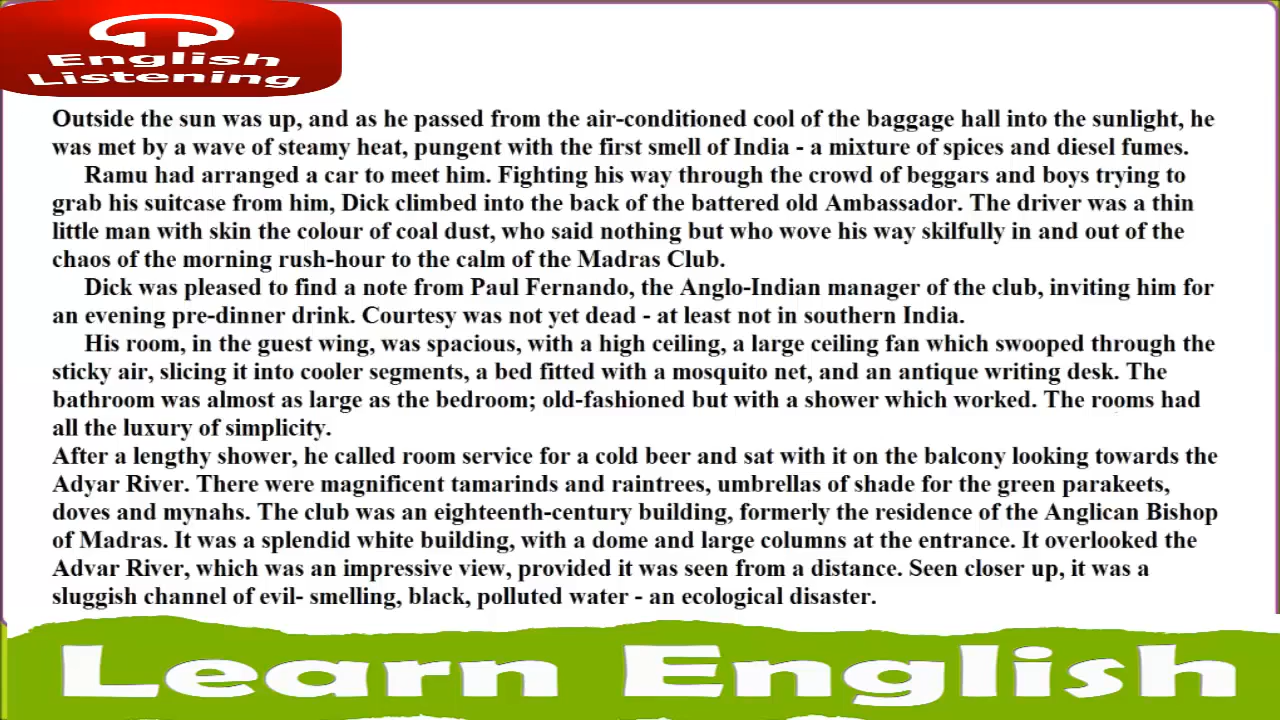 English
Listening
Outside the sun was up, and as he passed from the air-conditioned cool of the baggage hall into the sunlight, he
was met by a wave of steamy heat, pungent with the first smell of India - a mixture of spices and diesel fumes.
Ramu had arranged a car to meet him. Fighting his way through the crowd of beggars and boys trying to
grab his suitcase from him, Dick climbed into the back of the battered old Ambassador. The driver was a thin
little man with skin the colour of coal dust, who said nothing but who wove his way skilfully in and out of the
chaos of the morning rush-hour to the calm of the Madras Club.
Dick was pleased to find a note from Paul Fernando, the Anglo-Indian manager of the club, inviting him for
an evening pre-dinner drink. Courtesy was not yet dead - at least not in southern India.
His room, in the guest wing, was spacious, with a high ceiling, a large ceiling fan which swooped through the
sticky air, slicing it into cooler segments, a bed fitted with a mosquito net, and an antique writing desk. The
bathroom was almost as large as the bedroom; old-fashioned but with a shower which worked. The rooms had
all the luxury of simplicity.
After a lengthy shower, he called room service for a cold beer and sat with it on the balcony looking towards the
Adyar River. There were magnificent tamarinds and raintrees, umbrellas of shade for the green parakeets,
doves and mynahs. The club was an eighteenth-century building, formerly the residence of the Anglican Bishop
of Madras. It was a splendid white building, with a dome and large columns at the entrance. It overlooked the
Advar River, which was an impressive view, provided it was seen from a distance. Seen closer up, it was a
sluggish channel of evil- smelling, black, polluted water - an ecological disaster.
Learn English